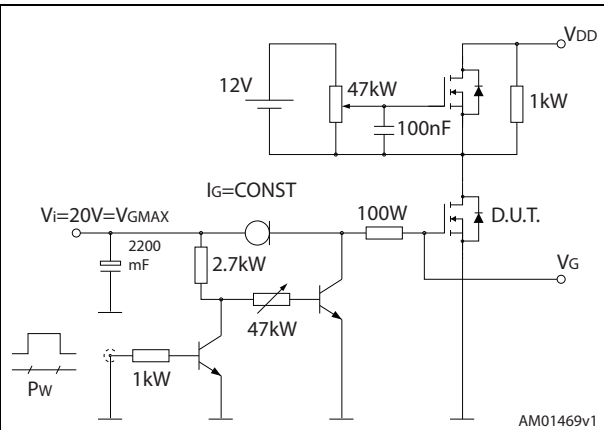 VDD
12V
47kW
1kW
100nF
IG=CONST
Vi=20V=VGMAX
100W
D.U.T.
2200
mF
2.7kW
VG
47kW
1kW
PW
AM01469v1